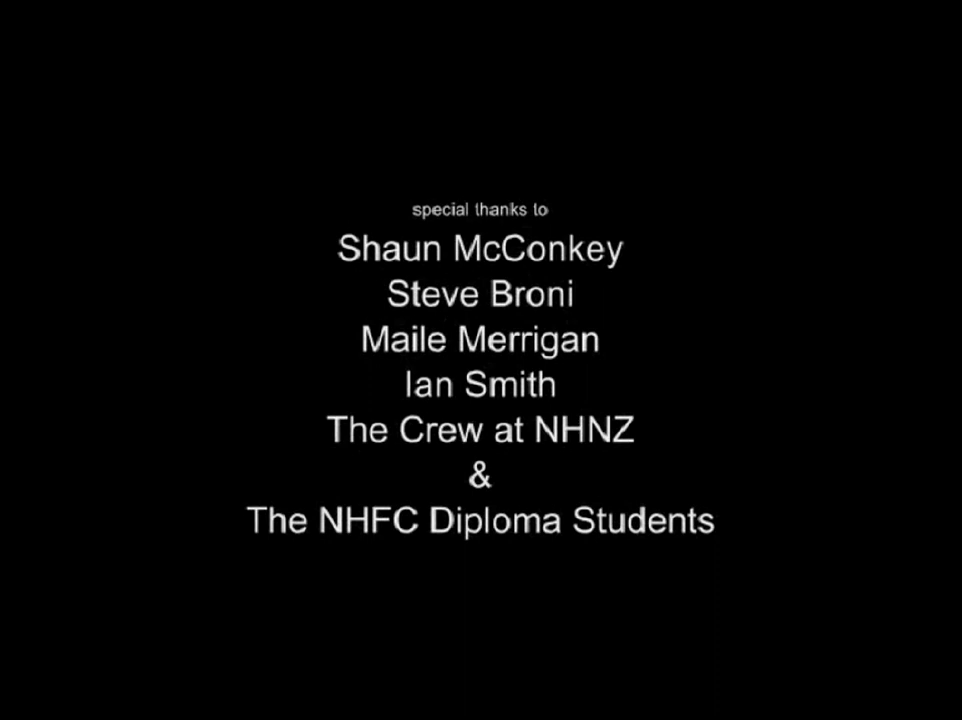 special thanks to
Shaun McConkey
Steve Broni
Maile Merrigan
Ian Smith
The Crew at NHNZ
&
The NHFC Diploma Students